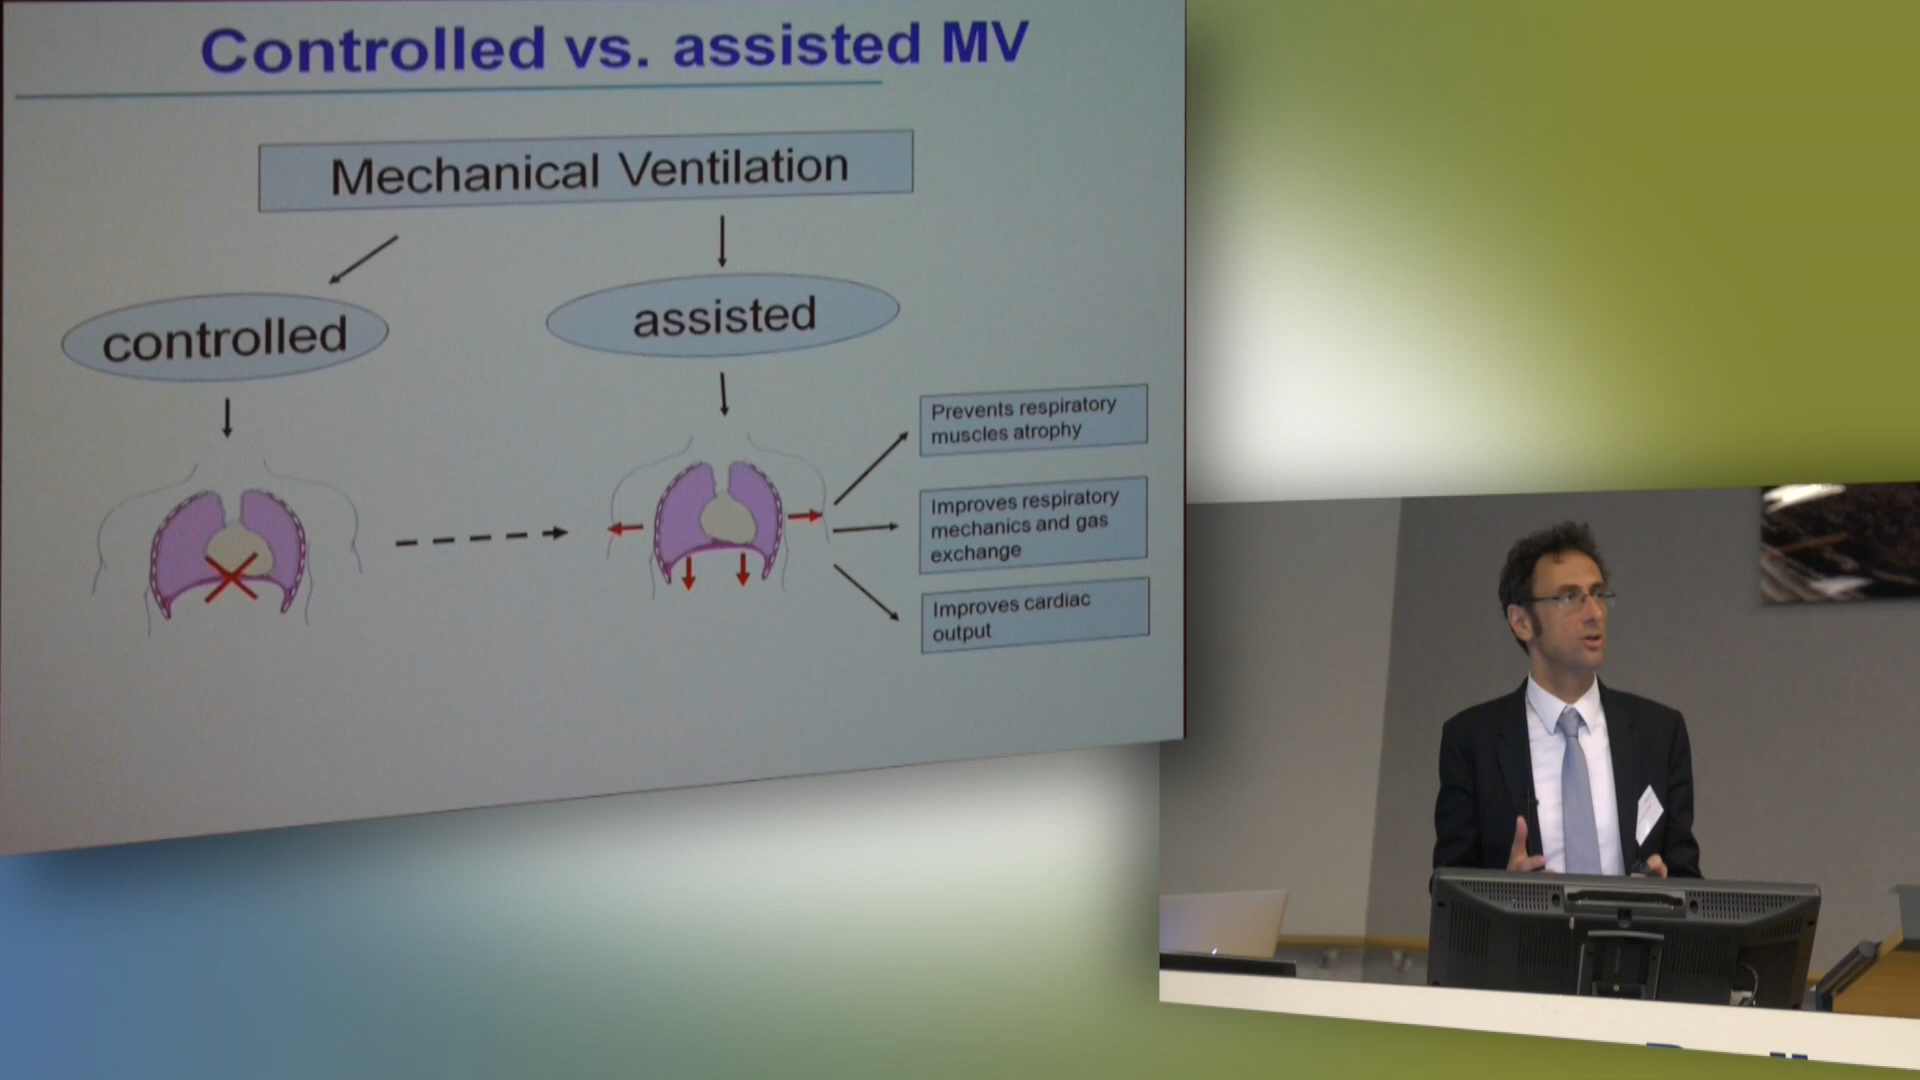 Controlled vs. assisted MV
Mechanical Ventilation
controlled
assisted
Prevents respiratory
muscles atrophy
Improves respiratory
mechanics and gas
exchange
Improves cardiac
output